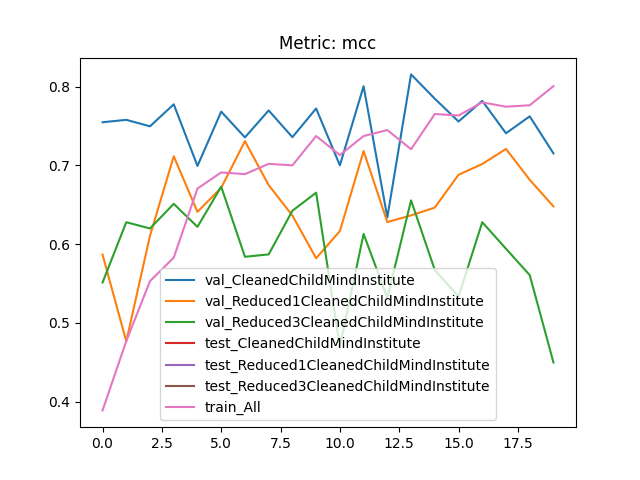 Metric: mcc
0.8
0.7
0.6
0.5
0.4
val_CleanedChildMindInstitute
val_Reduced1CleanedChildMindInstitute
val_Reduced3CleanedChildMindInstitute
test_CleanedChildMindInstitute
test_Reduced1CleanedChildMindInstitute
test_Reduced3CleanedChildMindInstitute
train_All
0.0 2.5 5.0 7.5 10.0 12.5 15.0 17.5